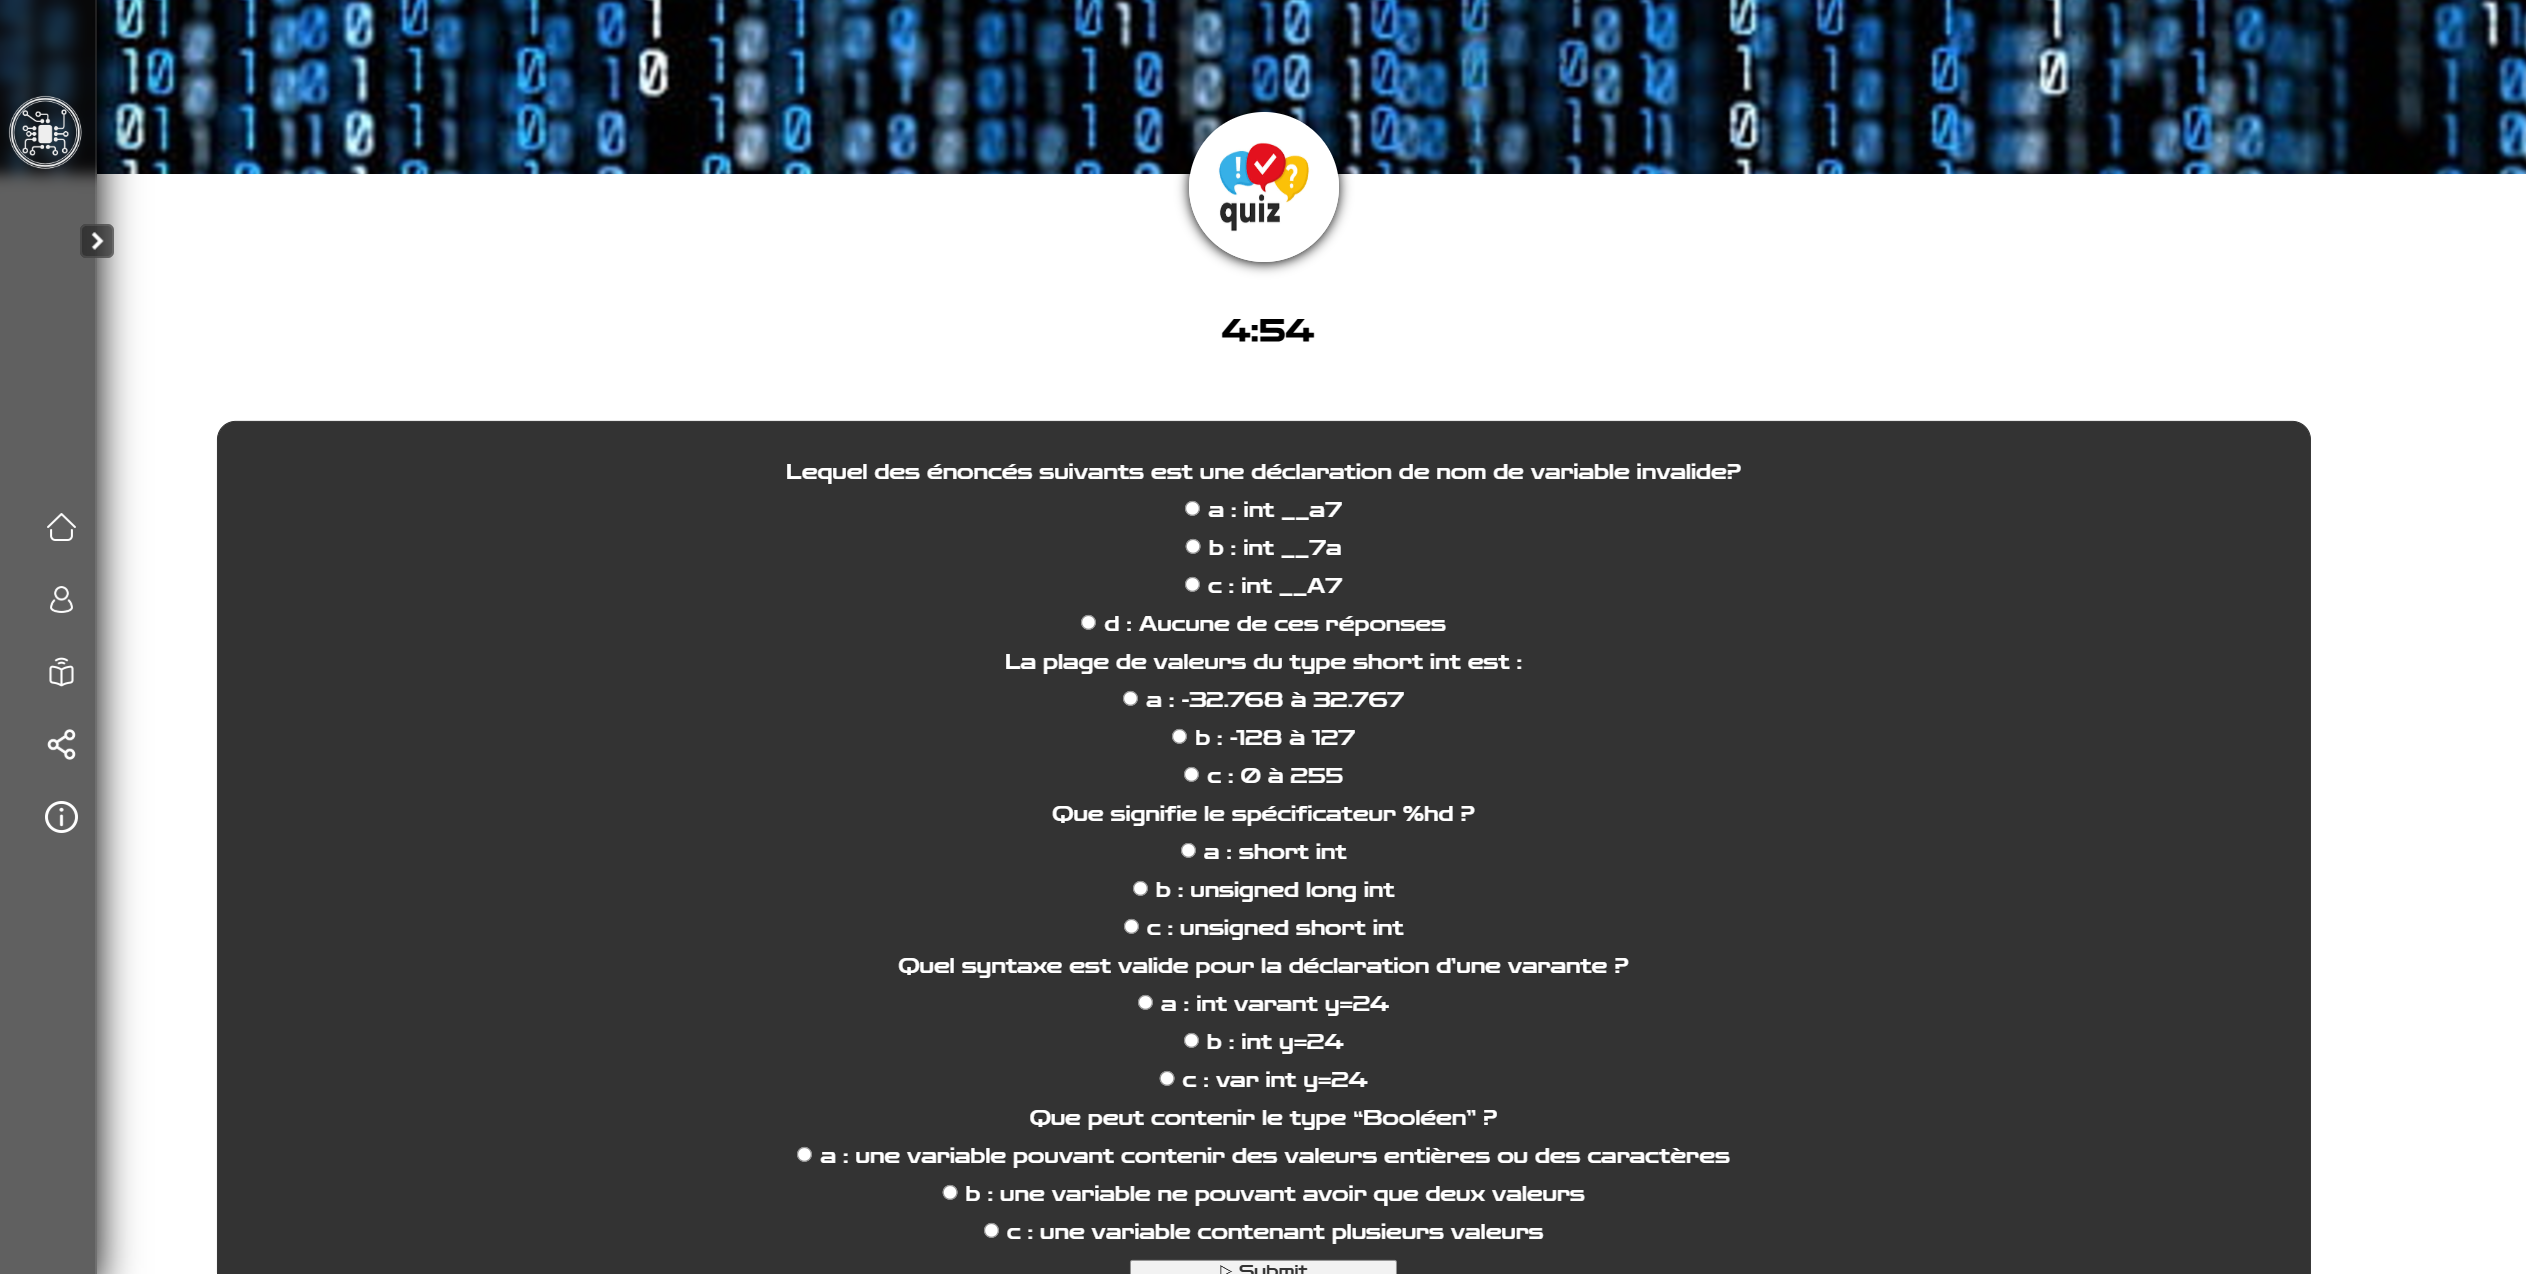 ! ?
quiz
4:54
Lequel des énoncés suivants est une déclaration de nom de variable invalide?
a : int __a7
b : int __7a
c : int __A7
d : Aucune de ces réponses
La plage de valeurs du type short int est :
a : -32.768 à 32.767
b : -128 à 127
c : 0 à 255
Que signifie le spécificateur %hd ?
a : short int
b : unsigned long int
c : unsigned short int
Quel syntaxe est valide pour la déclaration d'une varante ?
a : int varant y=24
b : int y=24
c : var int y=24
Que peut contenir le type “Booléen” ?
a : une variable pouvant contenir des valeurs entières ou des caractères
b : une variable ne pouvant avoir que deux valeurs
c : une variable contenant plusieurs valeurs
▷ Submit